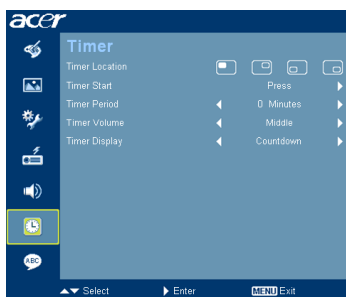 acer
Timer
Timer Location
Timer Start Press
Timer Period 0 Minutes
Timer Volume Middle
Timer Display Countdown
ABC
Select Enter MENU Exit